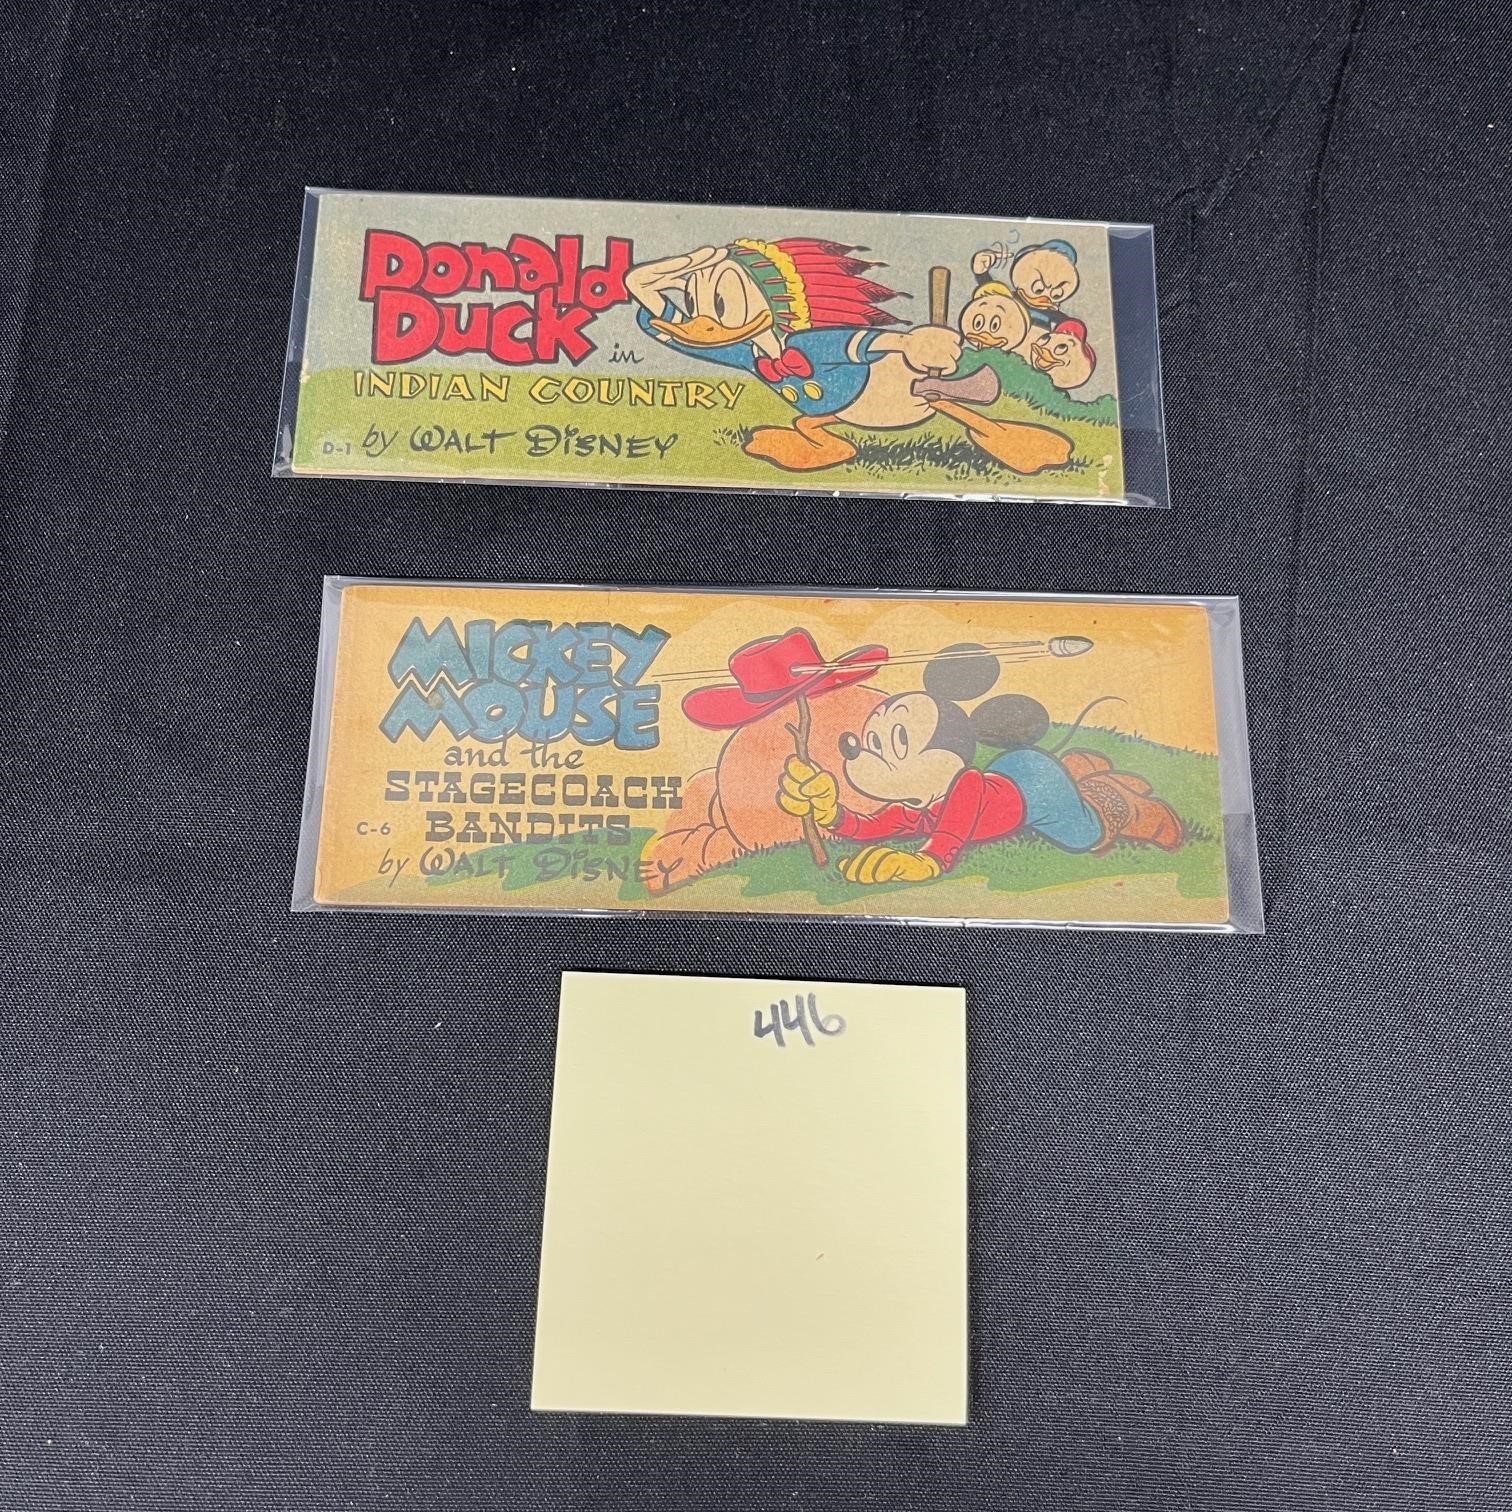 Donald
Duck in
INDIAN COUNTRY
D-1 by WALT DISNEY
MICKEY
MOUSE
and the
STAGECOACH
C-6 BANDITS
by WALT DISNEY
446